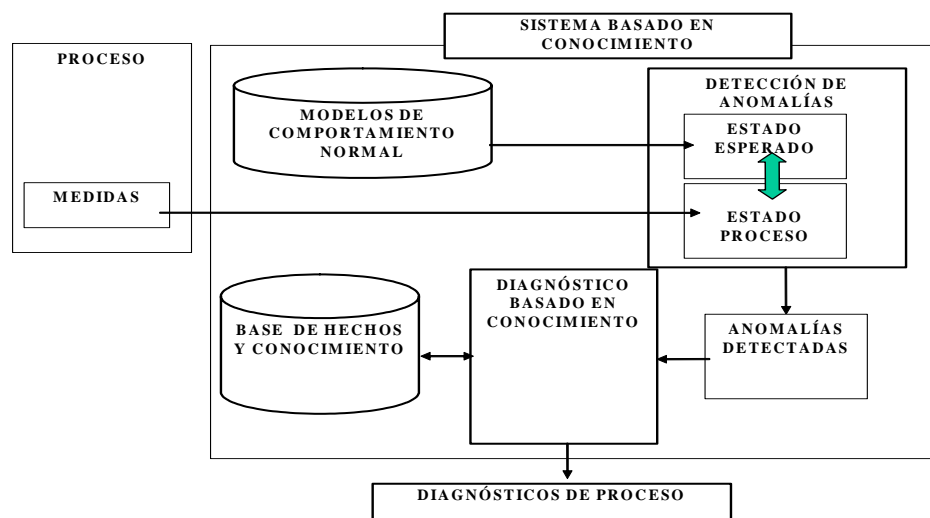 SISTEMA BASADO EN
CONOCIMIENTO
PROCESO
MODELOS DE
COMPORTAMIENTO
NORMAL
DETECCIÓN DE
ANOMALÍAS
ESTADO
ESPERADO
MEDIDAS
ESTADO
PROCESO
DIAGNÓSTICO
BASADO EN
CONOCIMIENTO
BASE DE HECHOS
Y CONOCIMIENTO
ANOMALÍAS
DETECTADAS
DIAGNÓSTICOS DE PROCESO